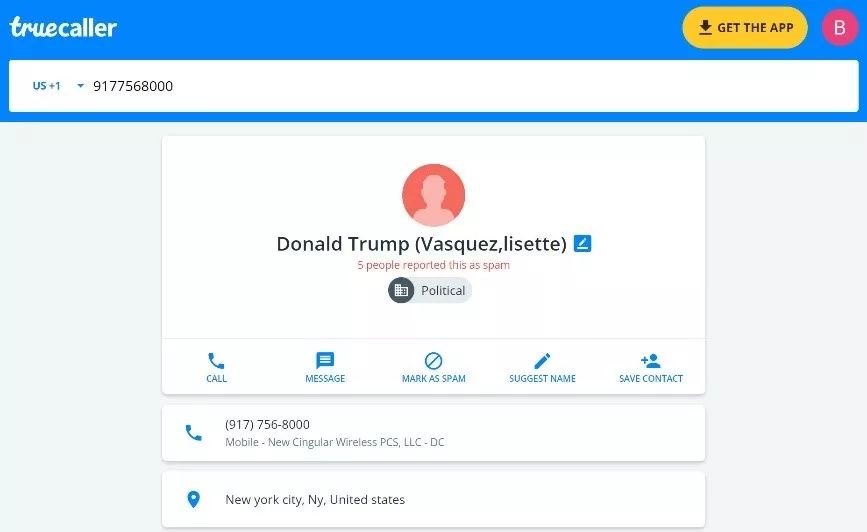 truecaller
GET THE APP
B
US +1 9177568000
Donald Trump (Vasquez,lisette)
5 people reported this as spam
Political
CALL MESSAGE MARK AS SPAM SUGGEST NAME SAVE CONTACT
(917) 756-8000
Mobile - New Cingular Wireless PCS, LLC - DC
New york city, Ny, United states